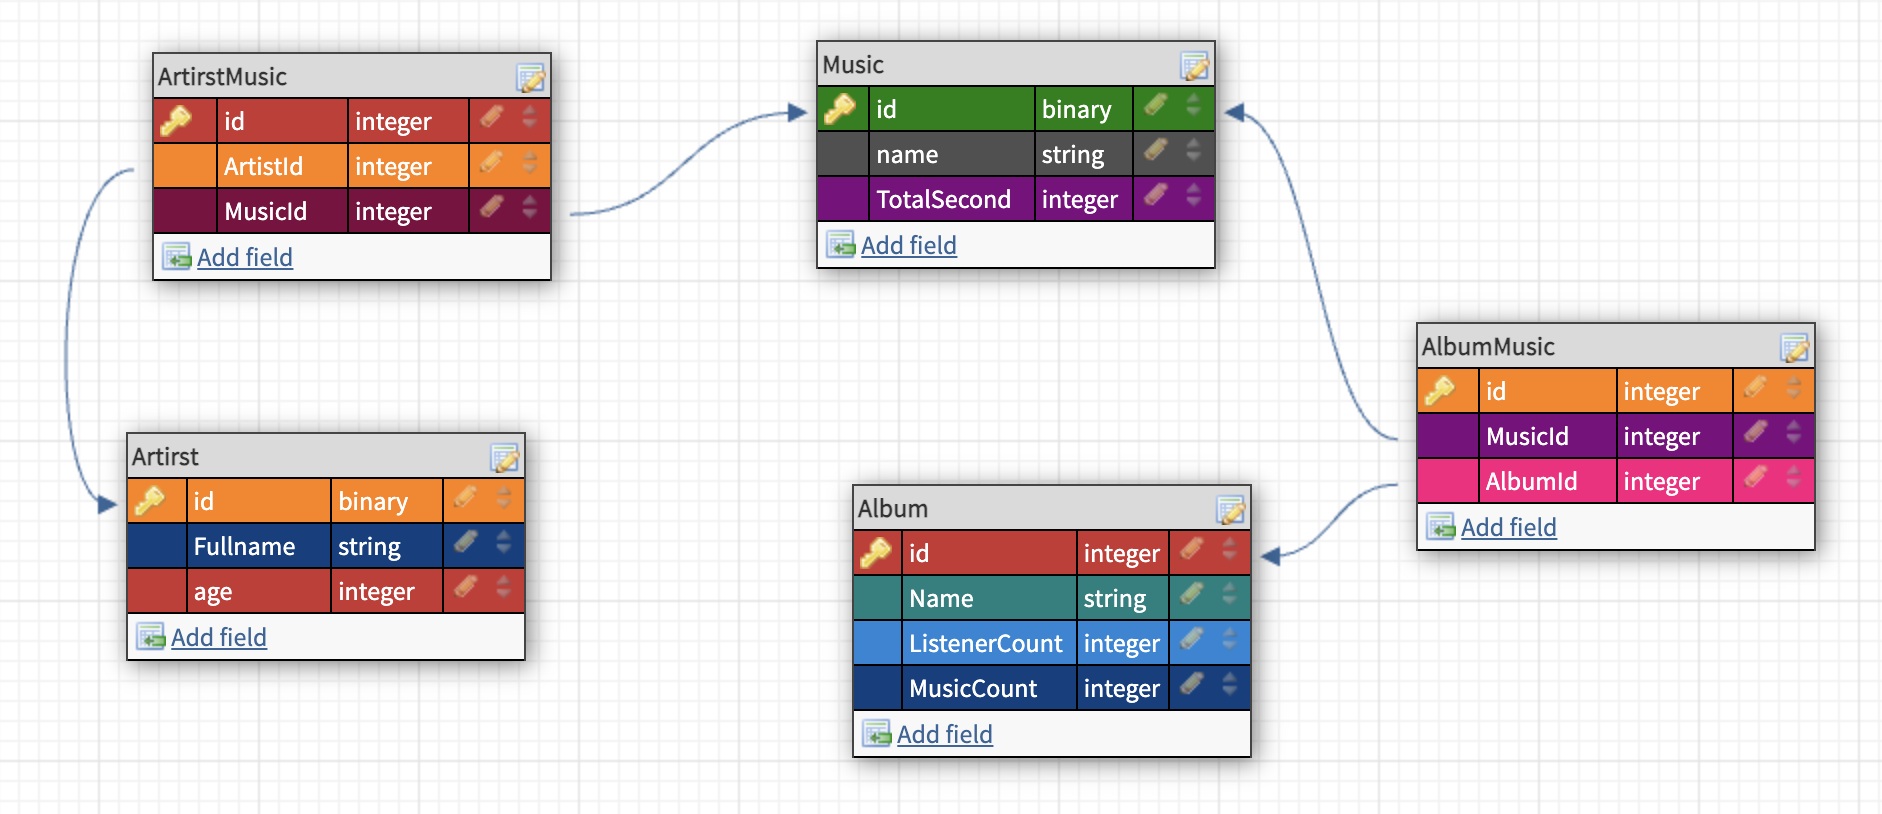 ArtirstMusic
id integer
ArtistId integer
MusicId integer
Add field
Music
id binary
name string
TotalSecond integer
Add field
AlbumMusic
id integer
MusicId integer
AlbumId integer
Add field
Artirst
id binary
Fullname string
age integer
Add field
Album
id integer
Name string
ListenerCount integer
MusicCount integer
Add field